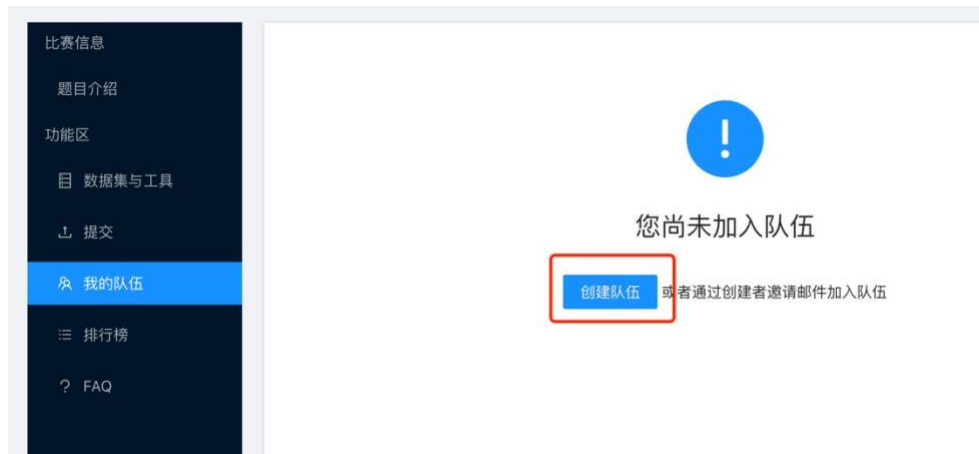 比赛信息
题目介绍
功能区
数据集与工具
提交
我的队伍
排行榜
? FAQ
!
您尚未加入队伍
创建队伍 或者通过创建者邀请邮件加入队伍